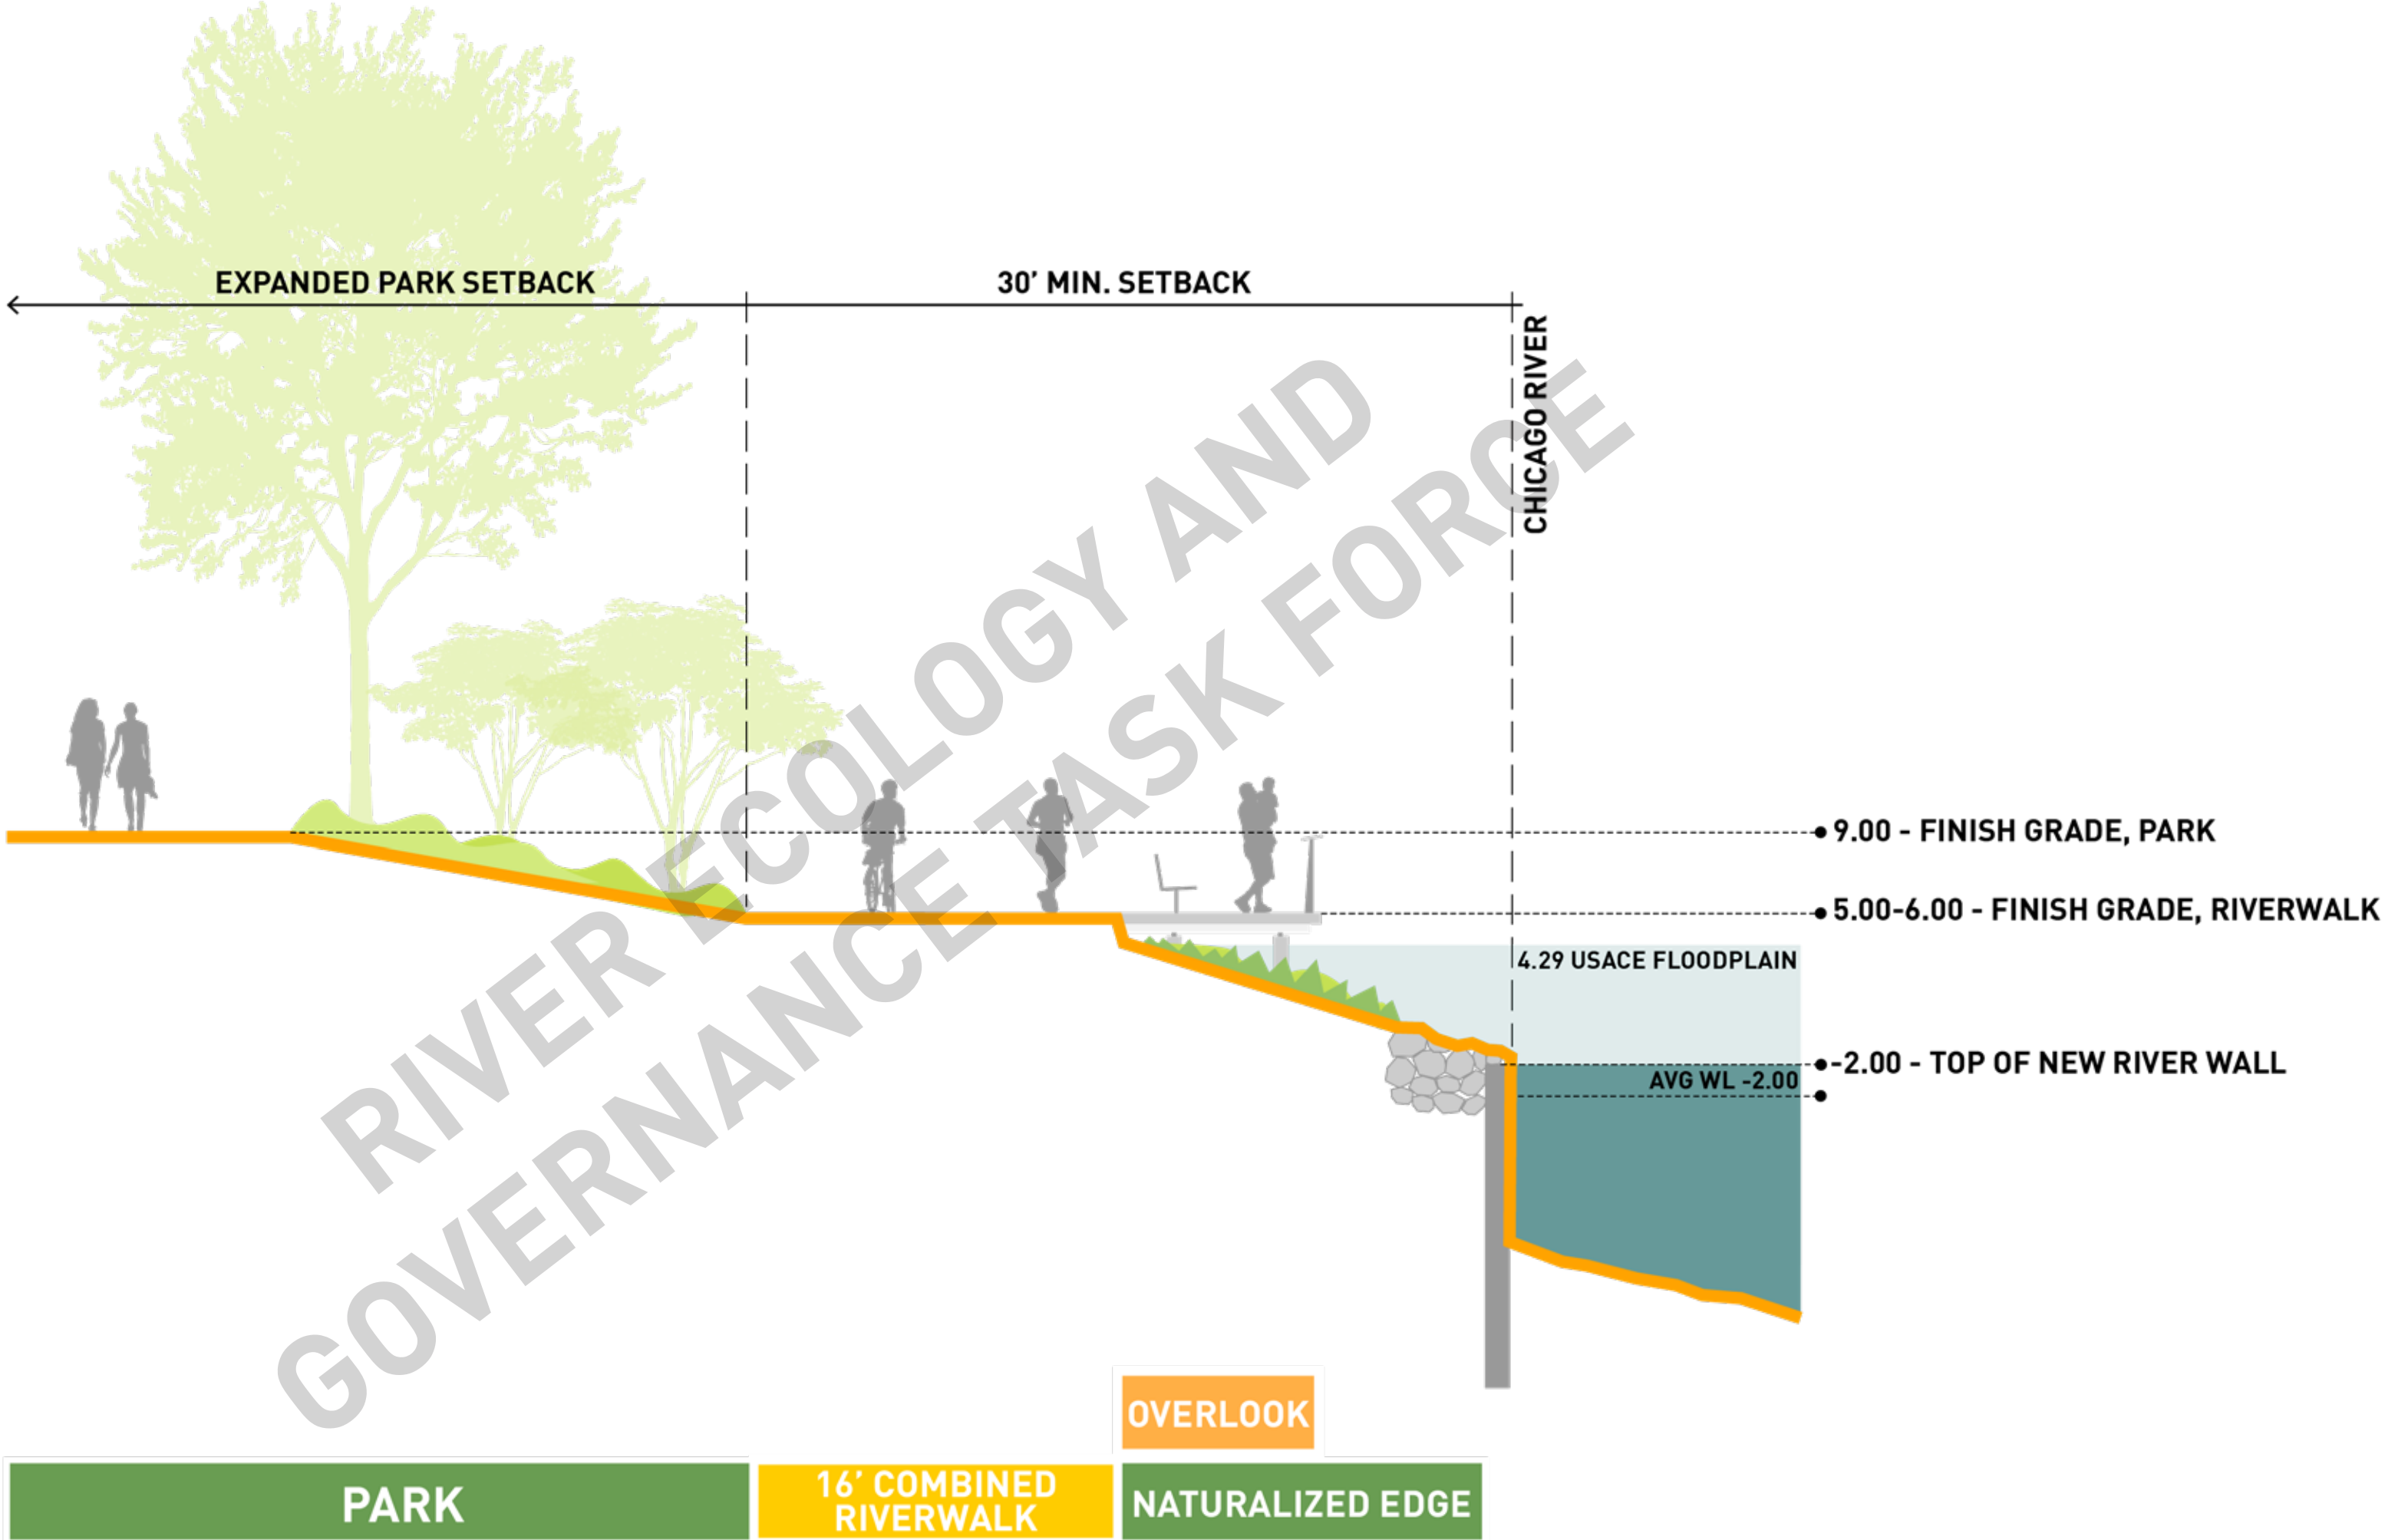 EXPANDED PARK SETBACK
30’ MIN. SETBACK
CHICAGO RIVER
RIVER ECOLOGY AND
GOVERNANCE TASK FORCE
9.00 - FINISH GRADE, PARK
5.00-6.00 - FINISH GRADE, RIVERWALK
4.29 USACE FLOODPLAIN
-2.00 - TOP OF NEW RIVER WALL
AVG WL -2.00
OVERLOOK
PARK
16’ COMBINED
RIVERWALK
NATURALIZED EDGE